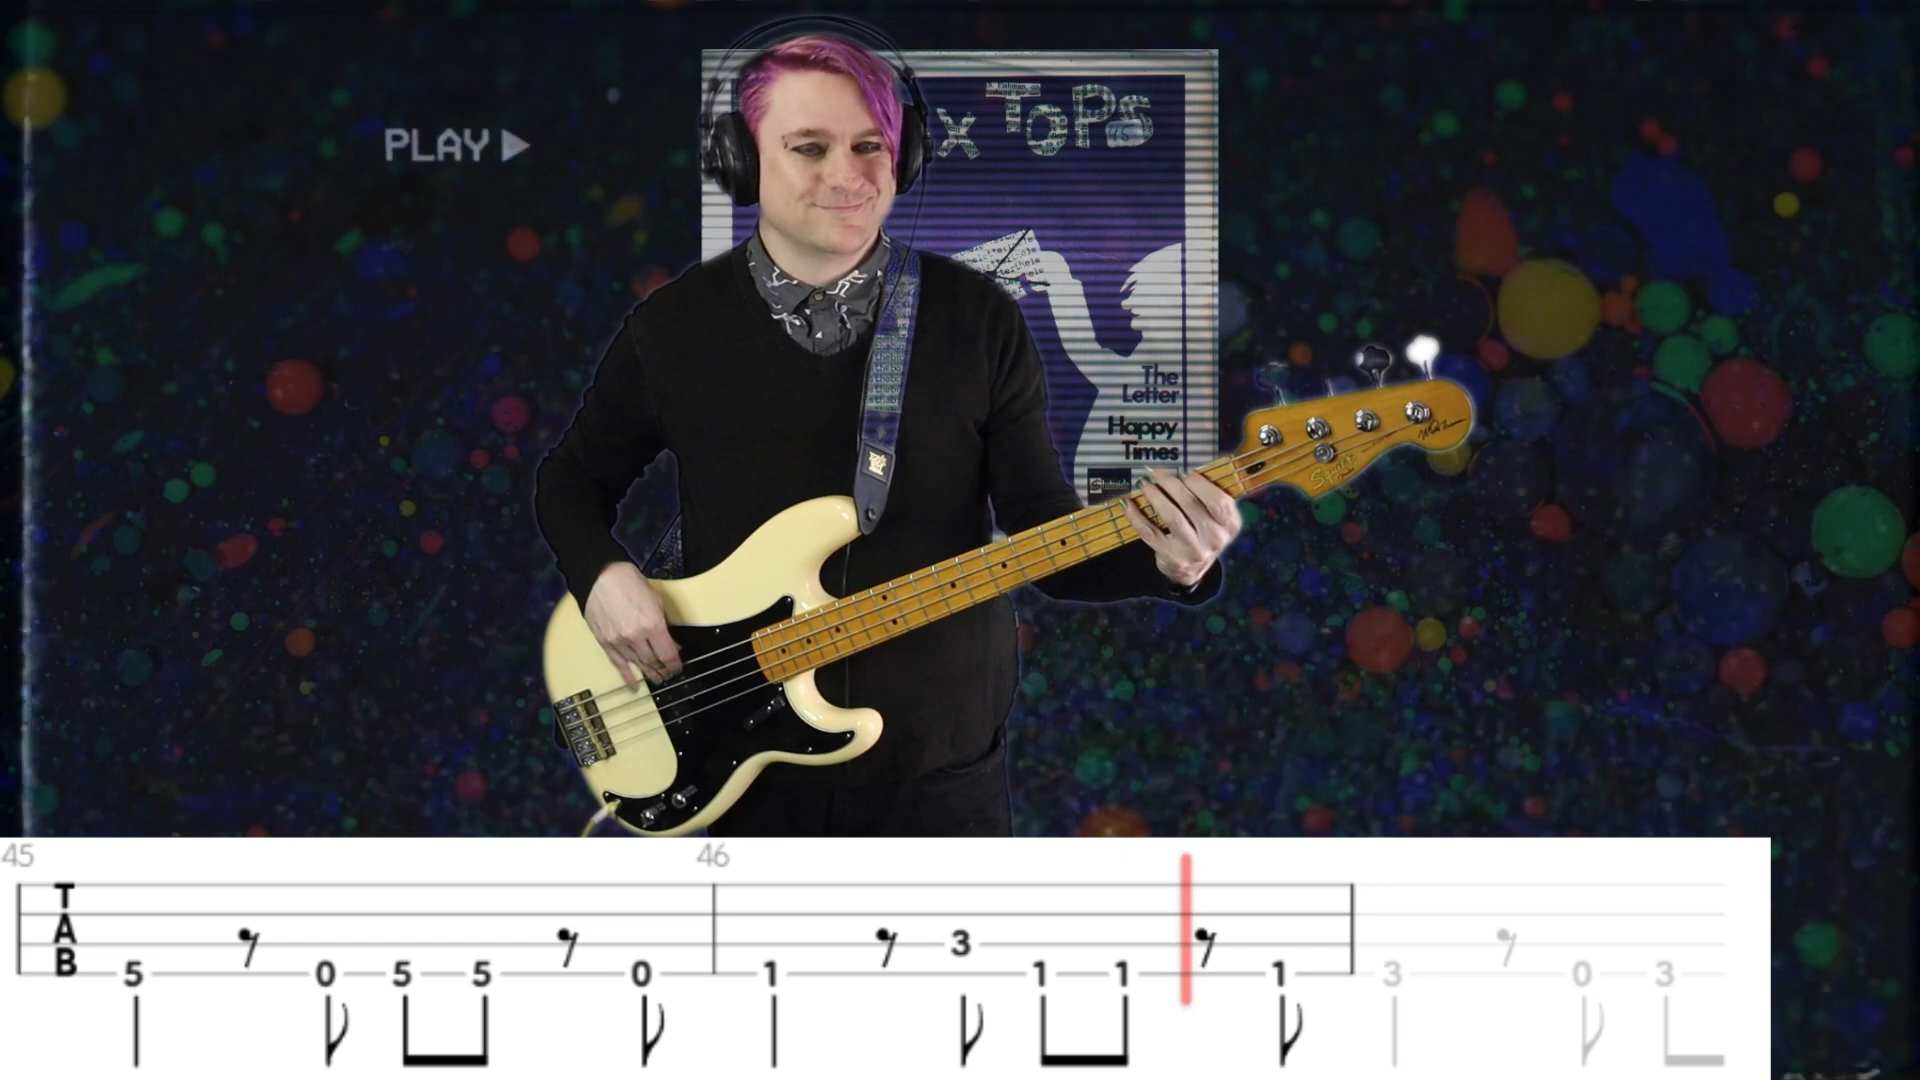 PLAY
x ToPs
The
Letter
Happy
Times
Squier
45
46
T
A
B
5 0 5 5 0 1 3 1 1 1 3 0 3